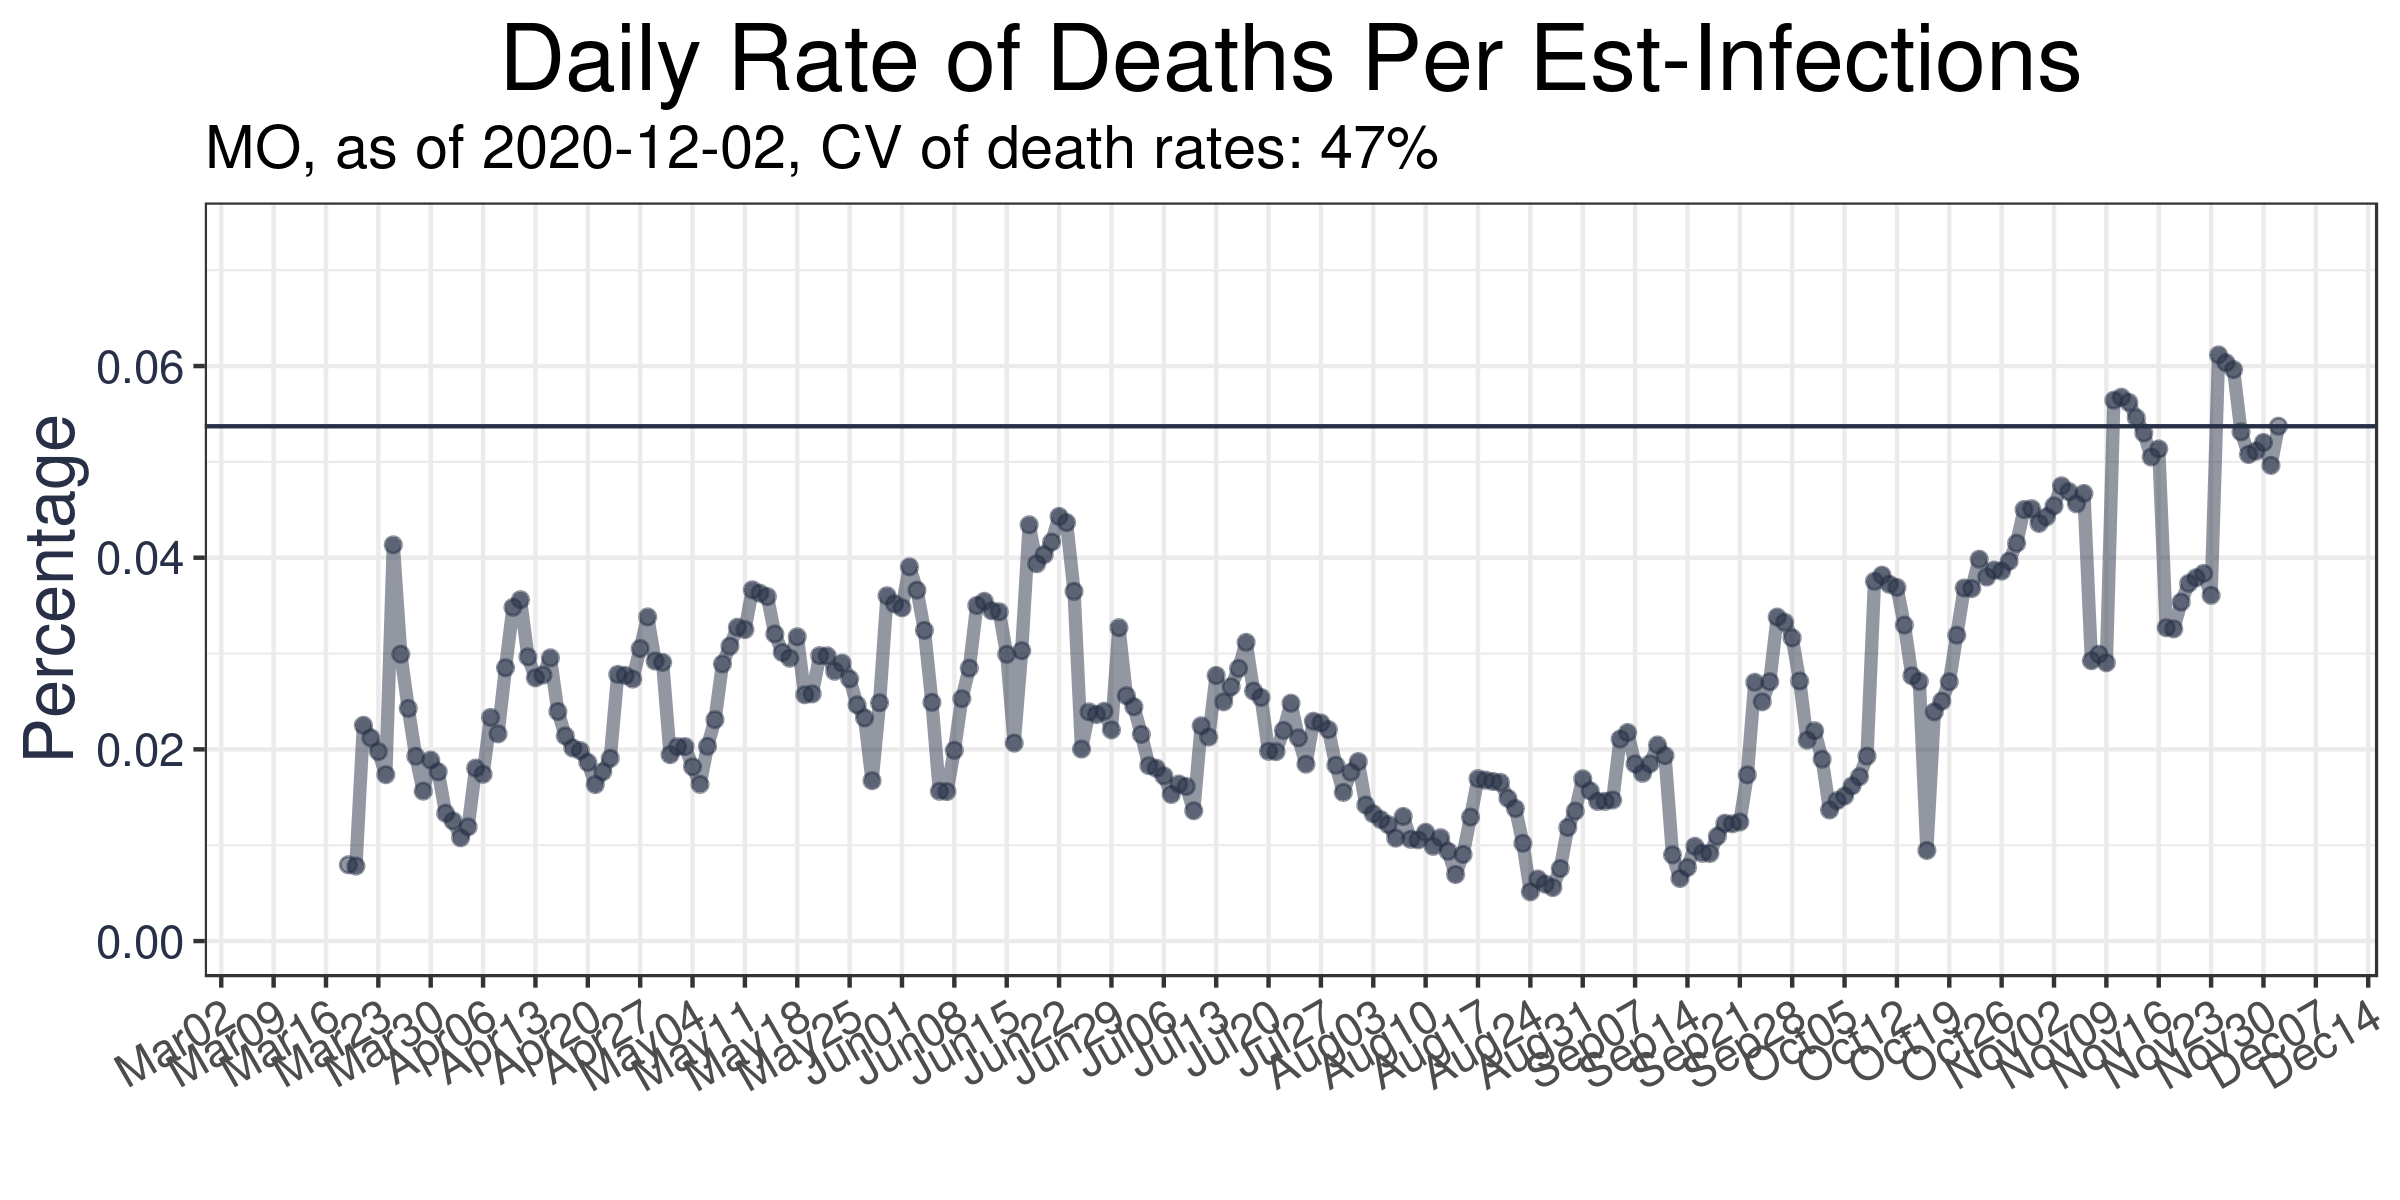 Daily Rate of Deaths Per Est-Infections
MO, as of 2020-12-02, CV of death rates: 47%
Percentage
0.06
0.04
0.02
0.00
Mar02
Mar09
Mar16
Mar23
Mar30
Apr06
Apr13
Apr20
Apr27
May04
May11
May18
May25
Jun01
Jun08
Jun15
Jun22
Jun29
Jul06
Jul13
Jul20
Jul27
Aug03
Aug10
Aug17
Aug24
Aug31
Sep07
Sep14
Sep21
Sep28
Oct05
Oct12
Oct19
Oct26
Nov02
Nov09
Nov16
Nov23
Nov30
Dec07
Dec14